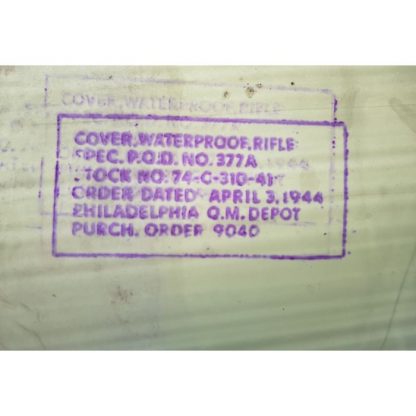 COVER, WATERPROOF, RIFLE
COVER, WATERPROOF, RIFLE
SPEC. P.Q.D. NO. 377A
STOCK NO. 74-C-310-41
ORDER DATED APRIL 3, 1944
PHILADELPHIA Q.M. DEPOT
PURCH. ORDER 9040